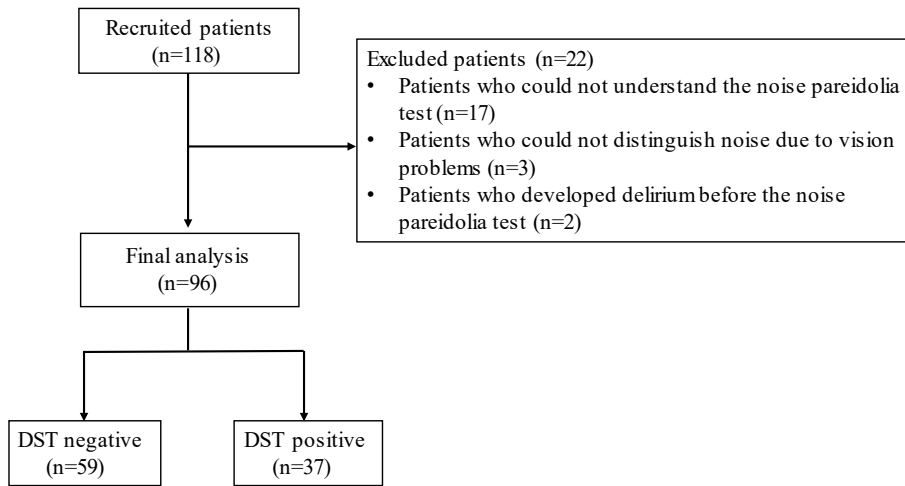 Recruited patients
(n=118)
Excluded patients (n=22)
• Patients who could not understand the noise pareidolia
test (n=17)
• Patients who could not distinguish noise due to vision
problems (n=3)
• Patients who developed delirium before the noise
pareidolia test (n=2)
Final analysis
(n=96)
DST negative
(n=59)
DST positive
(n=37)